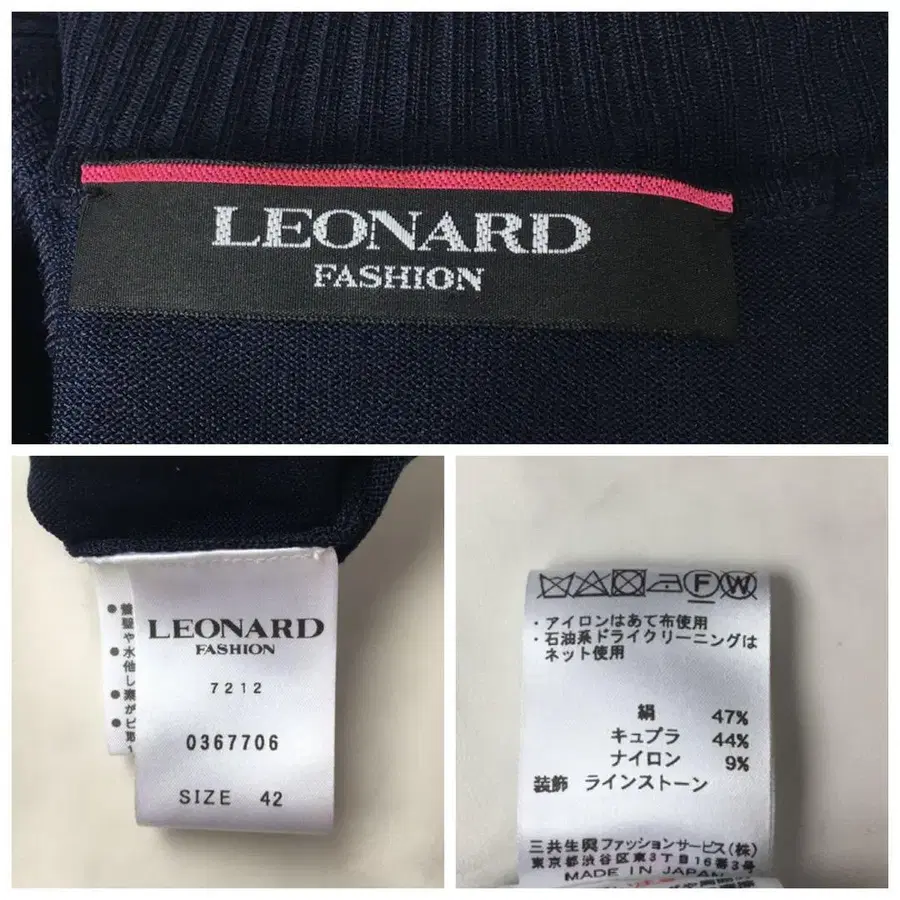 LEONARD
FASHION
LEONARD
FASHION
7212
0367706
SIZE 42
F W
・アイロンはあて布使用
・石油系ドライクリーニングは
ネット使用
絹 47%
キュプラ 44%
ナイロン 9%
装飾 ラインストーン
三共生興ファッションサービス(株)
東京都渋谷区東3丁目16番3号
MADE IN JAPAN